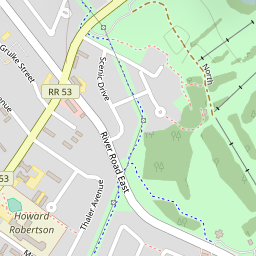 Grulke Street
Scenic Drive
North
RR 53
River Road East
Thaler Avenue
53
Howard
Robertson